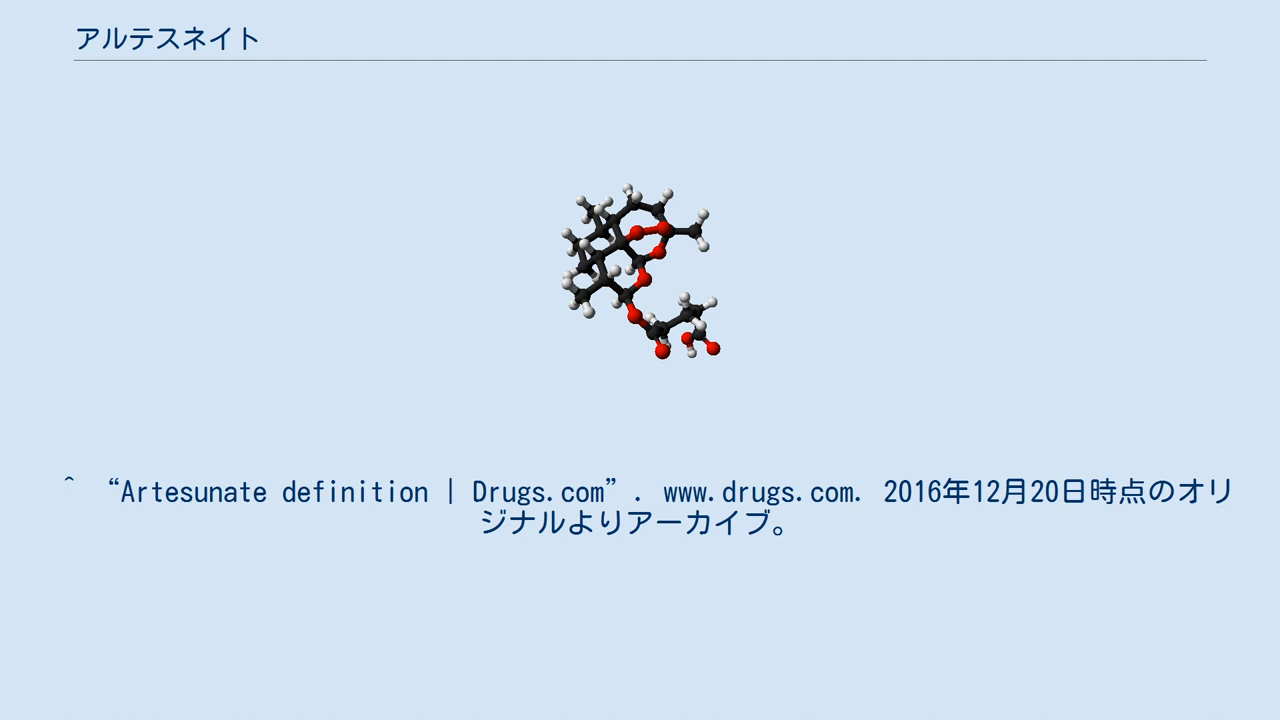 アルテスネイト
^ “Artesunate definition | Drugs.com”. www.drugs.com. 2016年12月20日時点のオリ
ジナルよりアーカイブ。